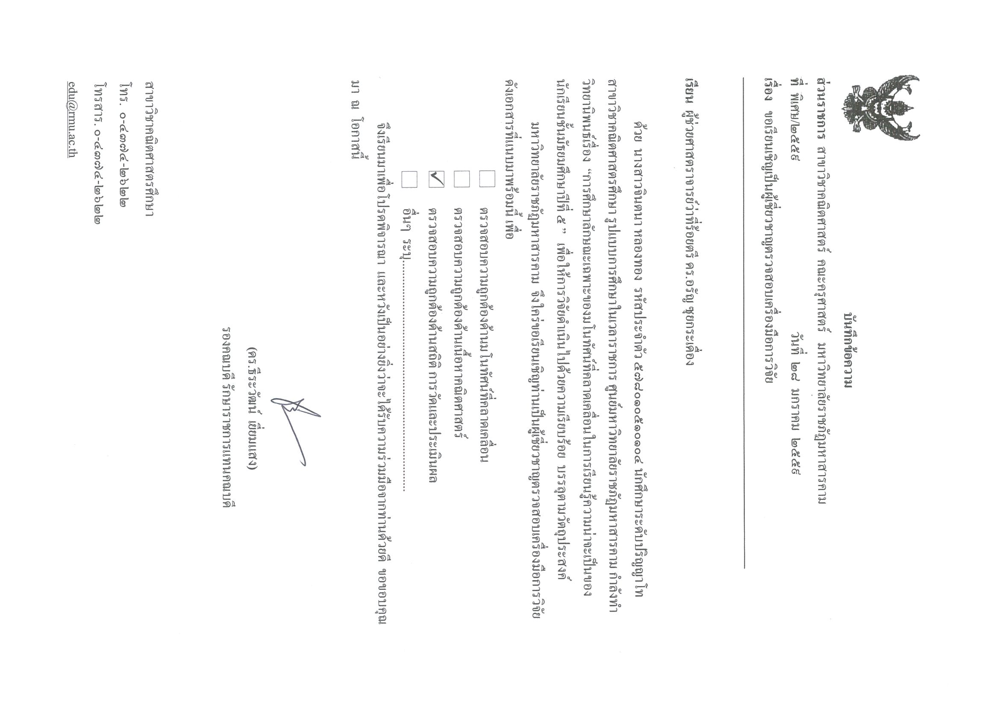 บันทึกข้อความ
ส่วนราชการ สาขาวิชาคณิตศาสตร์ คณะครุศาสตร์ มหาวิทยาลัยราชภัฏมหาสารคาม
ที่ พิเศษ/๒๕๕๙ วันที่ ๒๘ มกราคม ๒๕๕๙
เรื่อง ขอเรียนเชิญเป็นผู้เชี่ยวชาญตรวจสอบเครื่องมือการวิจัย
เรียน ผู้ช่วยศาสตราจารย์ว่าที่ร้อยตรี ดร.อรัญ ซุยกระเดื่อง
ด้วย นางสาวจินตนา หลองทอง รหัสประจำตัว ๕๗๘๐๑๐๕๑๐๑๐๔ นักศึกษาระดับปริญญาโท
สาขาวิชาคณิตศาสตรศึกษา รูปแบบการศึกษาในเวลาราชการ ศูนย์มหาวิทยาลัยราชภัฏมหาสารคาม กำลังทำ
วิทยานิพนธ์เรื่อง “การศึกษาลักษณะเฉพาะของมโนทัศน์ที่คลาดเคลื่อนในการเรียนรู้ความน่าจะเป็นของ
นักเรียนชั้นมัธยมศึกษาปีที่ ๕ ” เพื่อให้การวิจัยดำเนินไปด้วยความเรียบร้อย บรรลุตามวัตถุประสงค์
มหาวิทยาลัยราชภัฏมหาสารคาม จึงใคร่ขอเรียนเชิญท่านเป็นผู้เชี่ยวชาญตรวจสอบเครื่องมือการวิจัย
ดังเอกสารที่แนบมาพร้อมนี้ เพื่อ
ตรวจสอบความถูกต้องด้านมโนทัศน์ที่คลาดเคลื่อน
ตรวจสอบความถูกต้องด้านเนื้อหาคณิตศาสตร์
✓ ตรวจสอบความถูกต้องด้านสถิติ การวัดและประเมินผล
อื่นๆ ระบุ..........................................................................
จึงเรียนมาเพื่อโปรดพิจารณา และหวังเป็นอย่างยิ่งว่าจะได้รับความร่วมมือจากท่านด้วยดี ขอขอบคุณ
มา ณ โอกาสนี้
(ดร.ธีระวัฒน์ เยี่ยมแสง)
รองคณบดี รักษาราชการแทนคณบดี
สาขาวิชาคณิตศาสตรศึกษา
โทร. ๐-๔๓๗๔-๒๖๒๒
โทรสาร. ๐-๔๓๗๔-๒๖๒๒
edu@rmu.ac.th